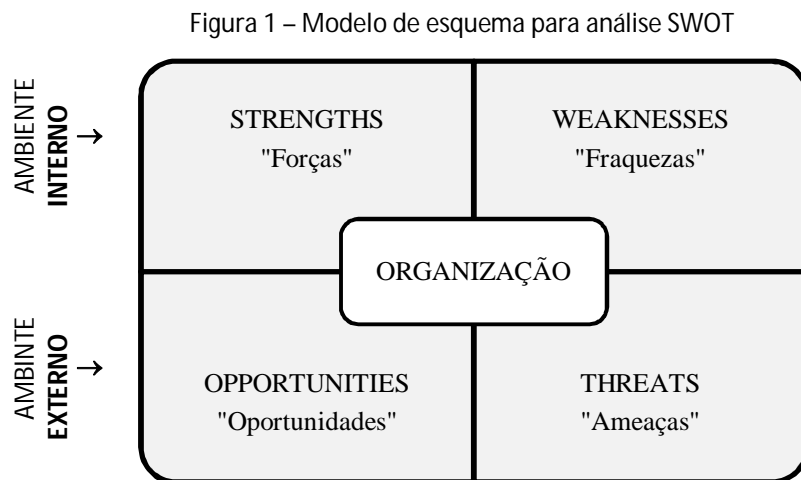 Figura 1 – Modelo de esquema para análise SWOT
AMBIENTE
INTERNO →
STRENGTHS
"Forças"
WEAKNESSES
"Fraquezas"
ORGANIZAÇÃO
AMBINTE
EXTERNO →
OPPORTUNITIES
"Oportunidades"
THREATS
"Ameaças"